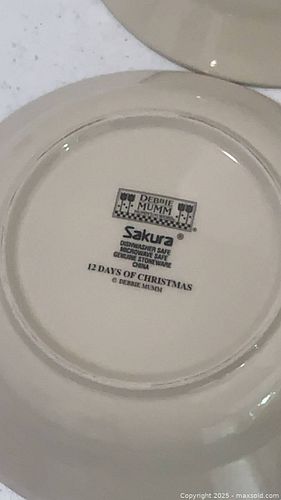 DEBBIE
MUMM®
Sakura®
DISHWASHER SAFE
MICROWAVE SAFE
GENUINE STONEWARE
CHINA
12 DAYS OF CHRISTMAS
© DEBBIE MUMM
Copyright 2025 - maxsold.com